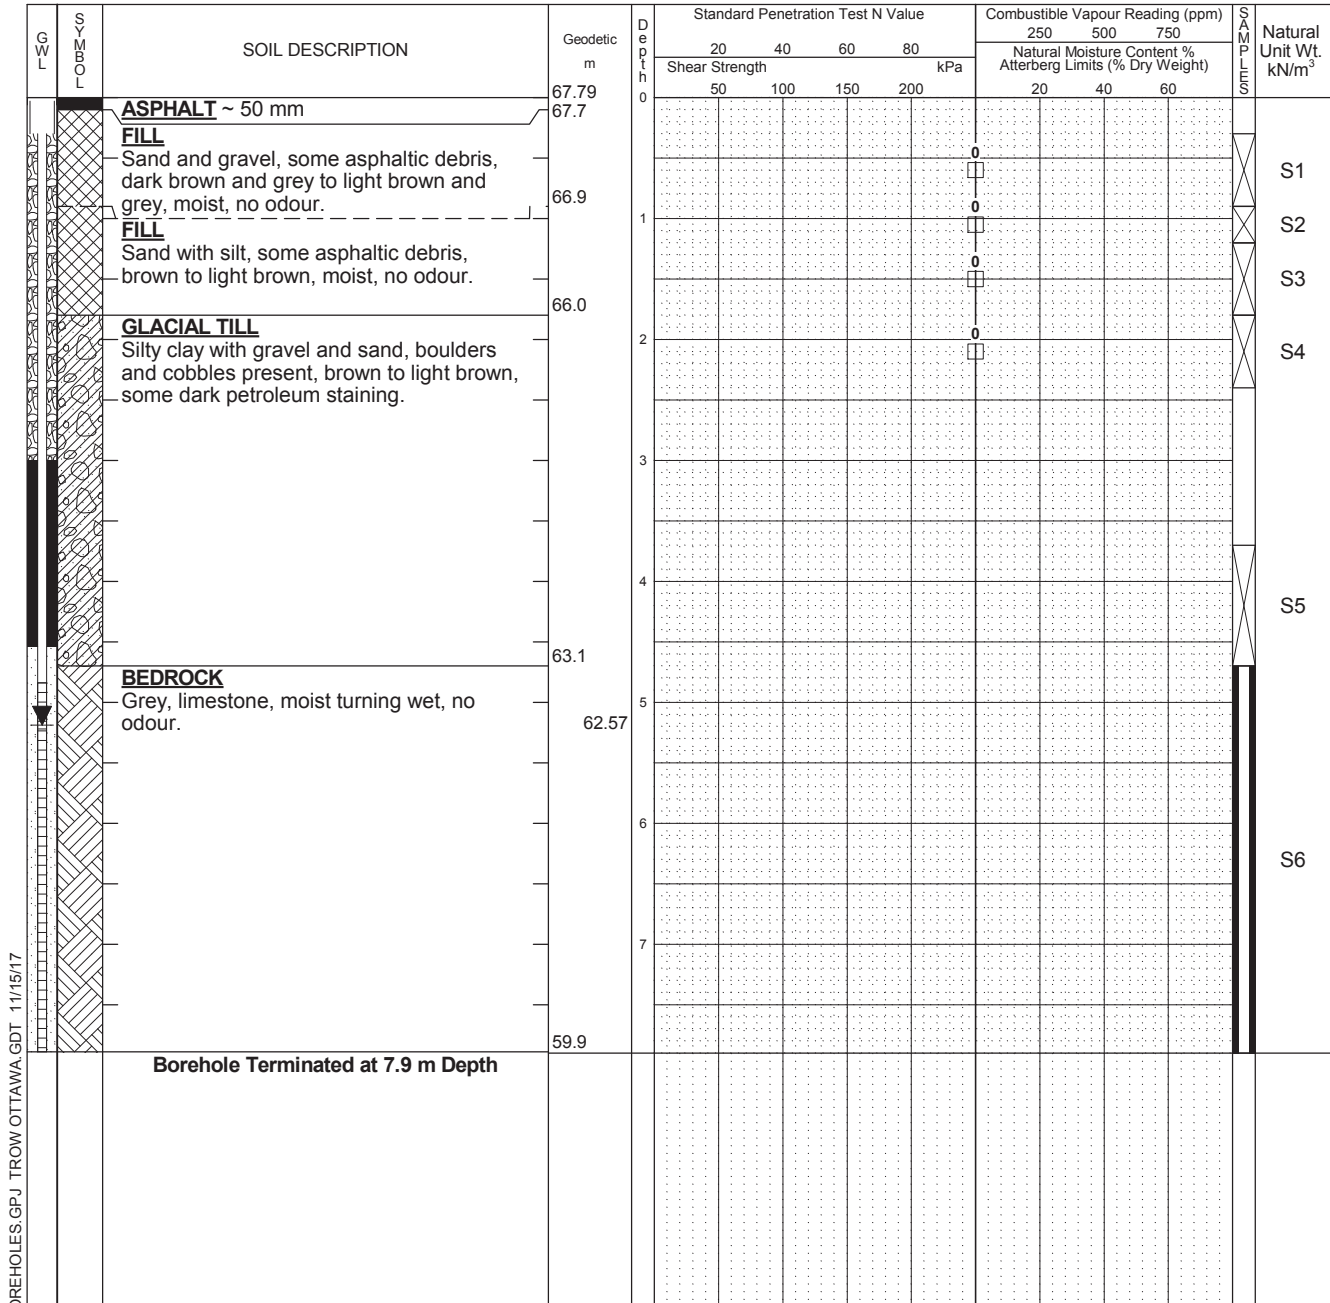 GWL
SYMBOL
SOIL DESCRIPTION
Geodetic
m
Depth
Standard Penetration Test N Value
20 40 60 80
Shear Strength kPa
50 100 150 200
Combustible Vapour Reading (ppm)
250 500 750
Natural Moisture Content %
Atterberg Limits (% Dry Weight)
20 40 60
SAMPLES
Natural
Unit Wt.
kN/m³
67.79
0
ASPHALT ~ 50 mm
67.7
FILL
Sand and gravel, some asphaltic debris,
dark brown and grey to light brown and
grey, moist, no odour.
0
S1
66.9
0
1
S2
FILL
Sand with silt, some asphaltic debris,
brown to light brown, moist, no odour.
0
S3
66.0
GLACIAL TILL
Silty clay with gravel and sand, boulders
and cobbles present, brown to light brown,
some dark petroleum staining.
0
2
S4
3
4
S5
63.1
BEDROCK
Grey, limestone, moist turning wet, no
odour.
5
62.57
6
S6
7
59.9
Borehole Terminated at 7.9 m Depth
OREHOLES.GPJ TROW OTTAWA.GDT 11/15/17